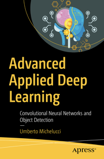 Advanced
Applied Deep
Learning
Convolutional Neural Networks and
Object Detection
—
Umberto Michelucci
Apress®